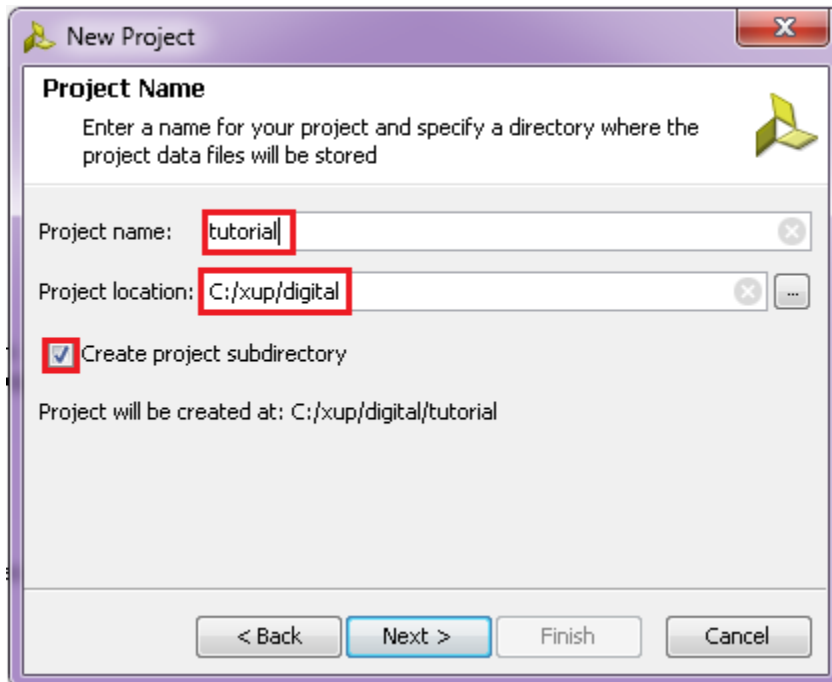 New Project
Project Name
Enter a name for your project and specify a directory where the
project data files will be stored
Project name: tutorial
Project location: C:/xup/digital ...
Create project subdirectory
Project will be created at: C:/xup/digital/tutorial
< Back Next > Finish Cancel